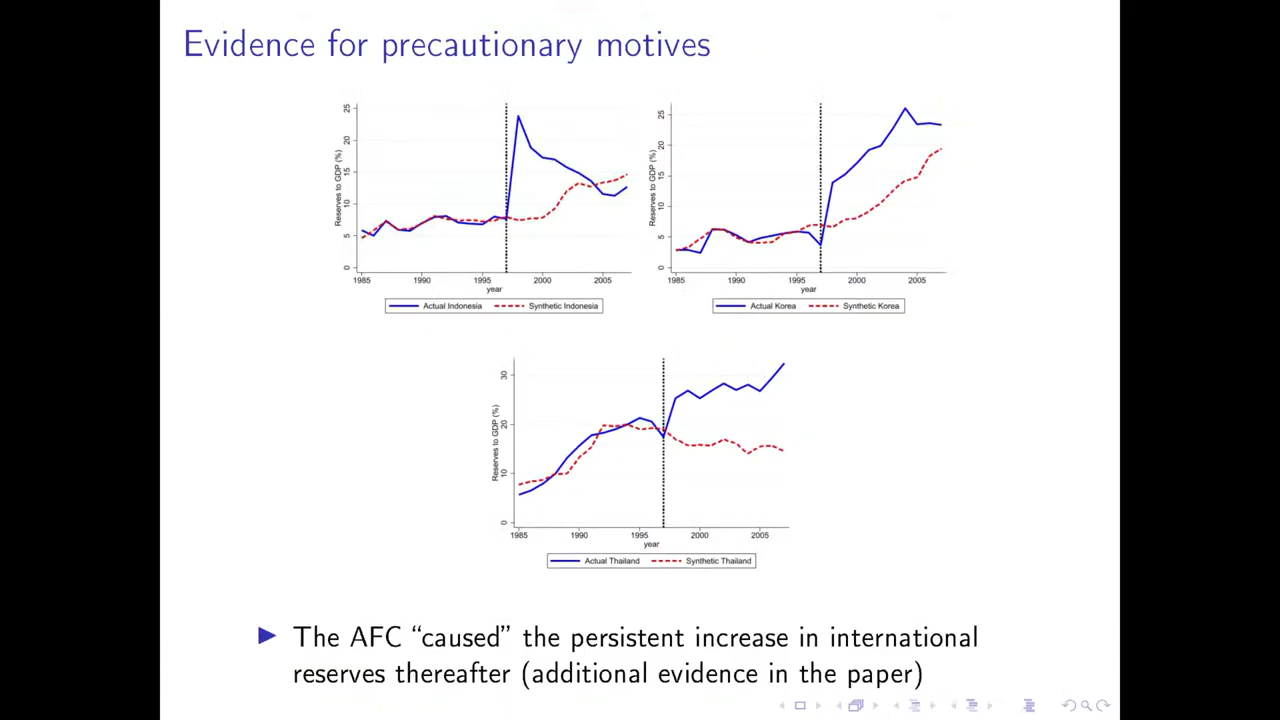 Evidence for precautionary motives
Reserves to GDP (%)
25
20
15
10
5
0
1985 1990 1995 2000 2005
year
Actual Indonesia Synthetic Indonesia
Reserves to GDP (%)
25
20
15
10
5
0
1985 1990 1995 2000 2005
year
Actual Korea Synthetic Korea
Reserves to GDP (%)
30
20
10
0
1985 1990 1995 2000 2005
year
Actual Thailand Synthetic Thailand
The AFC “caused” the persistent increase in international
reserves thereafter (additional evidence in the paper)